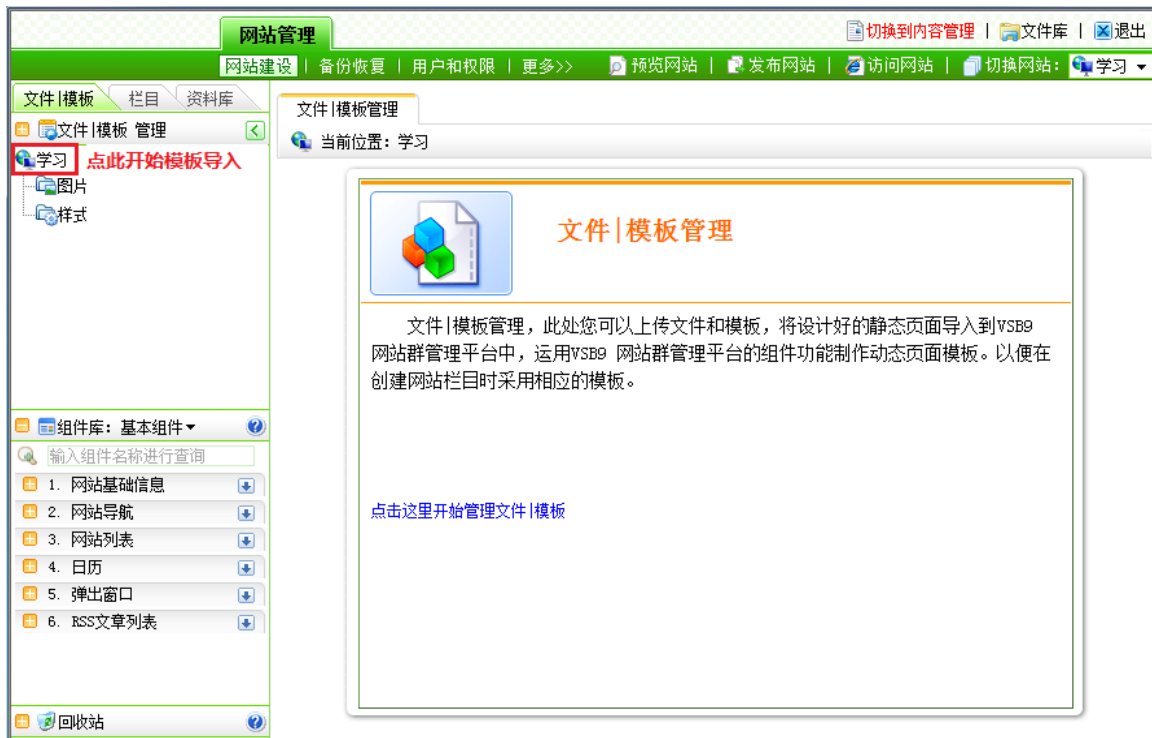 网站管理
切换到内容管理 | 文件库 | 退出
网站建设 | 备份恢复 | 用户和权限 | 更多>> 预览网站 | 发布网站 | 访问网站 | 切换网站: 学习
文件|模板 栏目 资料库
文件|模板 管理
学习 点此开始模板导入
图片
样式
文件|模板管理
当前位置: 学习
文件|模板管理
文件|模板管理，此处您可以上传文件和模板，将设计好的静态页面导入到VSB9
网站群管理平台中，运用VSB9 网站群管理平台的组件功能制作动态页面模板。以便在
创建网站栏目时采用相应的模板。
点击这里开始管理文件|模板
组件库: 基本组件
输入组件名称进行查询
1. 网站基础信息
2. 网站导航
3. 网站列表
4. 日历
5. 弹出窗口
6. RSS文章列表
回收站